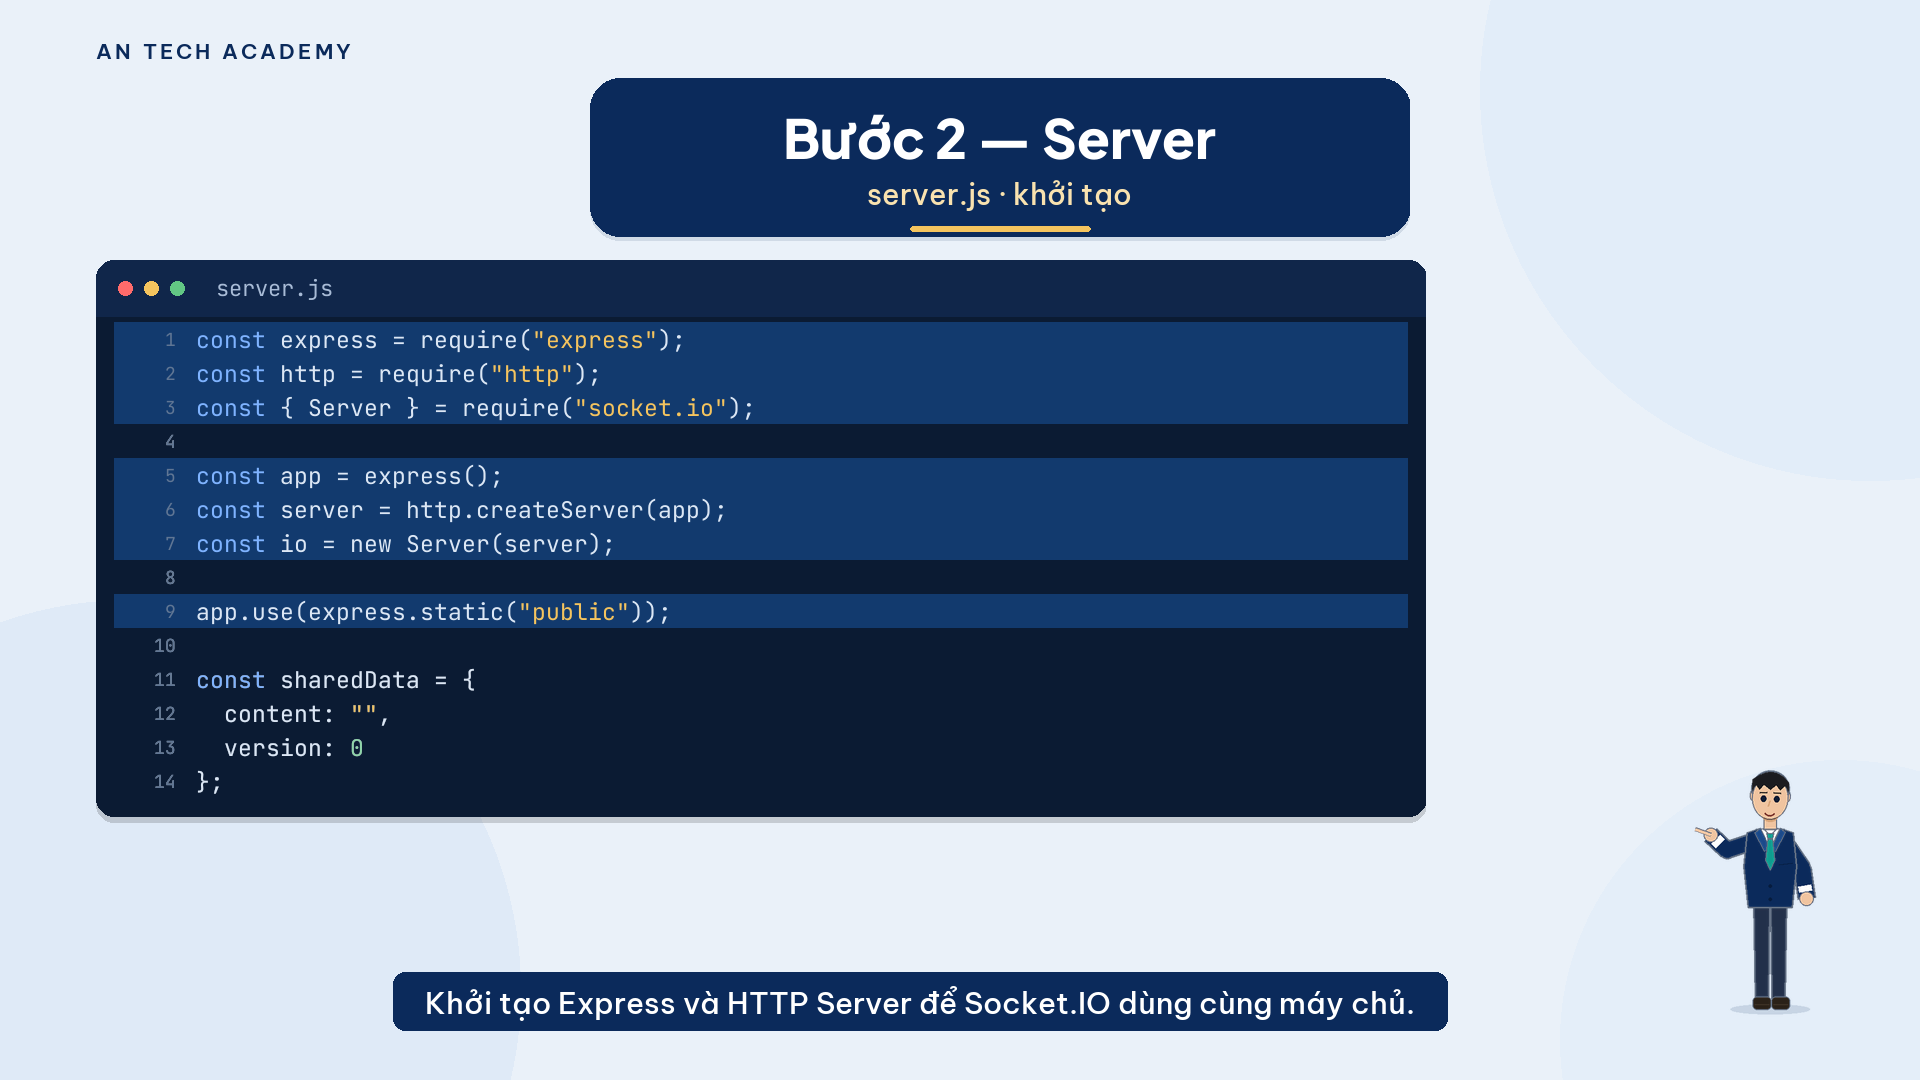 AN TECH ACADEMY
Bước 2 — Server
server.js · khởi tạo
server.js
1 const express = require("express");
2 const http = require("http");
3 const { Server } = require("socket.io");
4
5 const app = express();
6 const server = http.createServer(app);
7 const io = new Server(server);
8
9 app.use(express.static("public"));
10
11 const sharedData = {
12   content: "",
13   version: 0
14 };
Khởi tạo Express và HTTP Server để Socket.IO dùng cùng máy chủ.